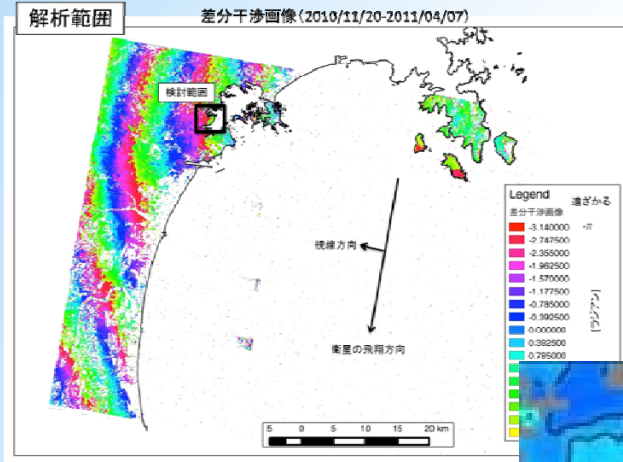 解析範囲
差分干渉画像(2010/11/20-2011/04/07)
検討範囲
視線方向
衛星の飛翔方向
Legend
遠ざかる
差分干渉画像
-π
-3.140000
-2.747500
-2.355000
-1.962500
-1.570000
-1.177500
-0.785000
-0.392500
0.000000
0.392500
0.785000
[ラジアン]
5 0 5 10 15 20 km